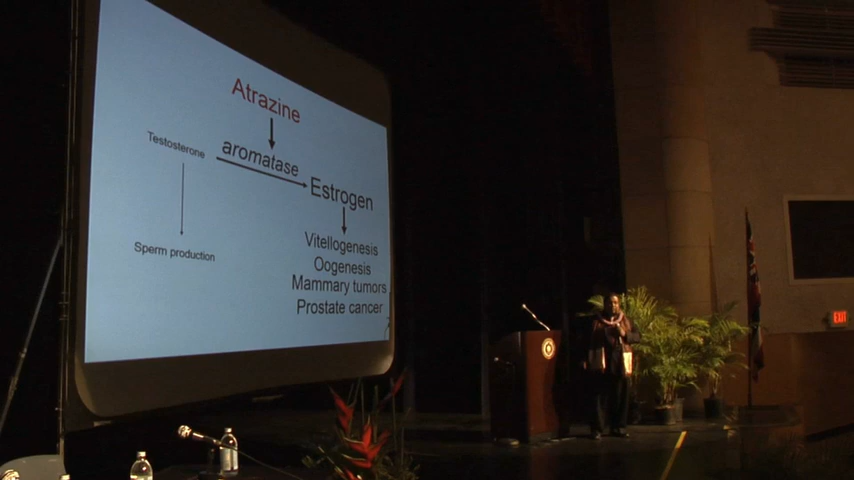 Atrazine
Testosterone
aromatase
Estrogen
Sperm production
Vitellogenesis
Oogenesis
Mammary tumors
Prostate cancer
EXIT